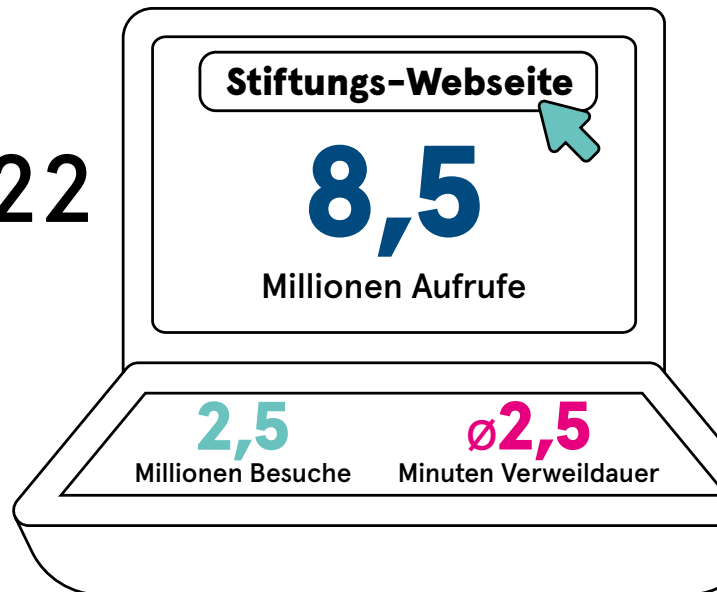 Stiftungs-Webseite
22
8,5
Millionen Aufrufe
2,5
Millionen Besuche
ø2,5
Minuten Verweildauer